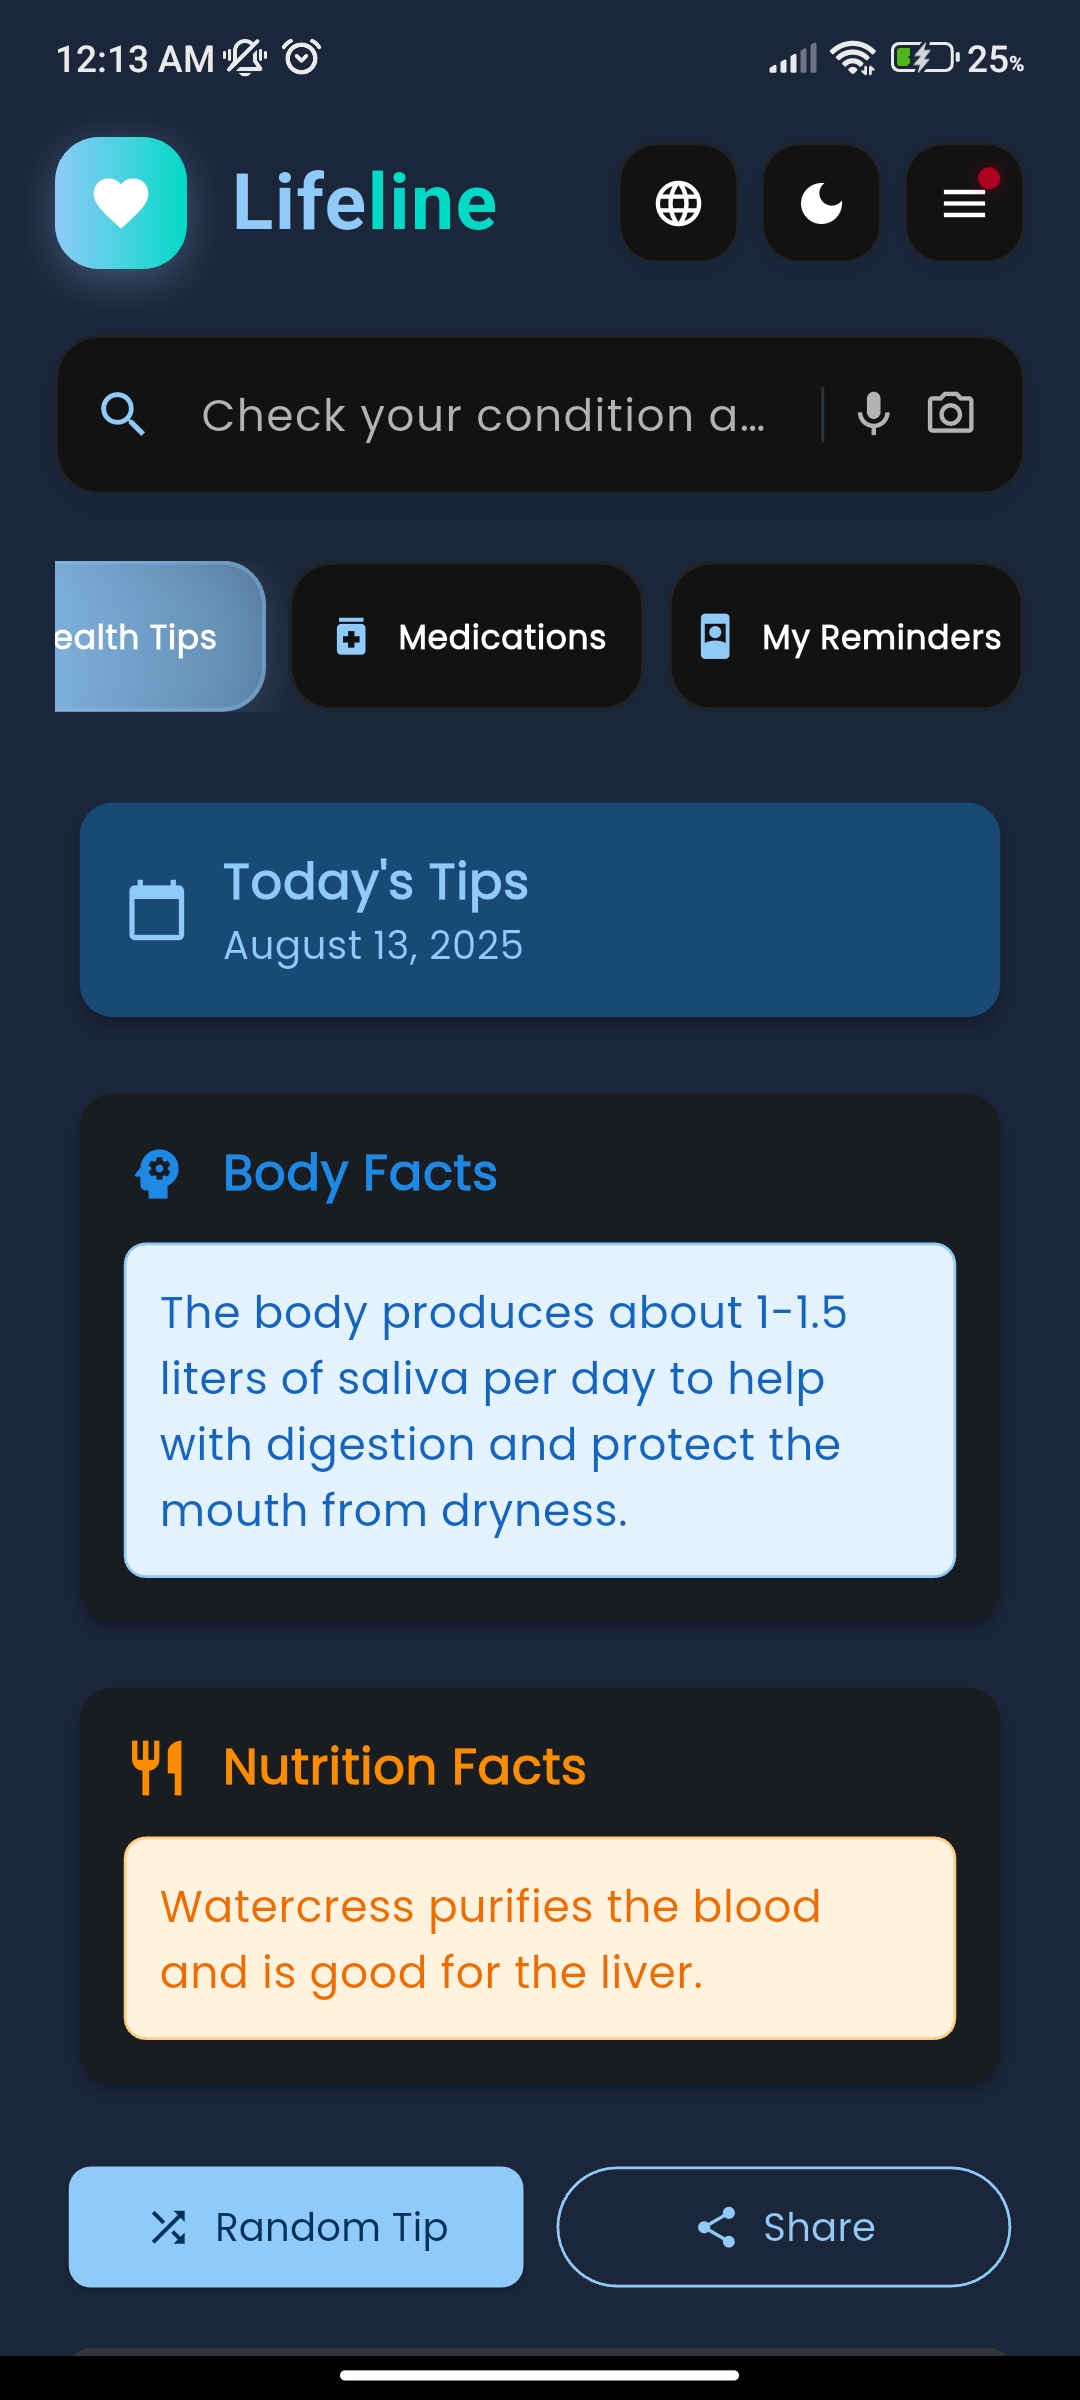 12:13 AM
25%
Lifeline
Check your condition a...
ealth Tips
Medications
My Reminders
Today's Tips
August 13, 2025
Body Facts
The body produces about 1-1.5
liters of saliva per day to help
with digestion and protect the
mouth from dryness.
Nutrition Facts
Watercress purifies the blood
and is good for the liver.
Random Tip
Share